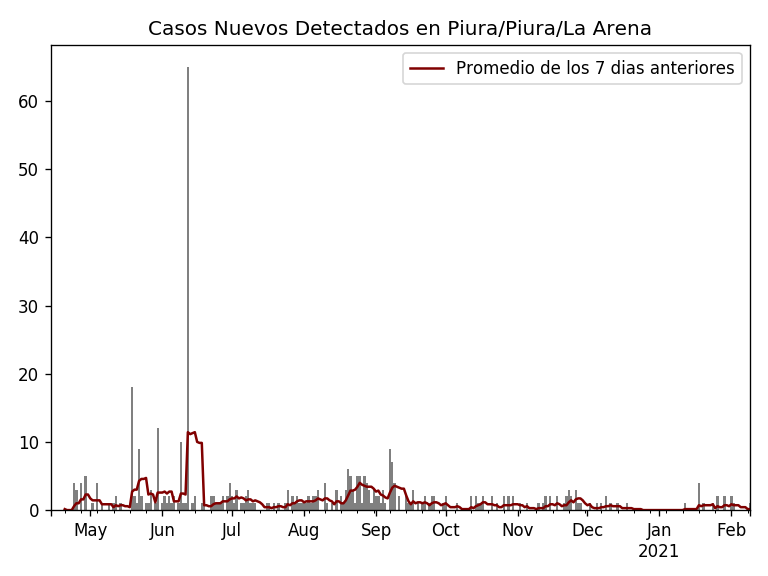 Casos Nuevos Detectados en Piura/Piura/La Arena
Promedio de los 7 dias anteriores
60
50
40
30
20
10
0
May Jun Jul Aug Sep Oct Nov Dec Jan Feb
2021